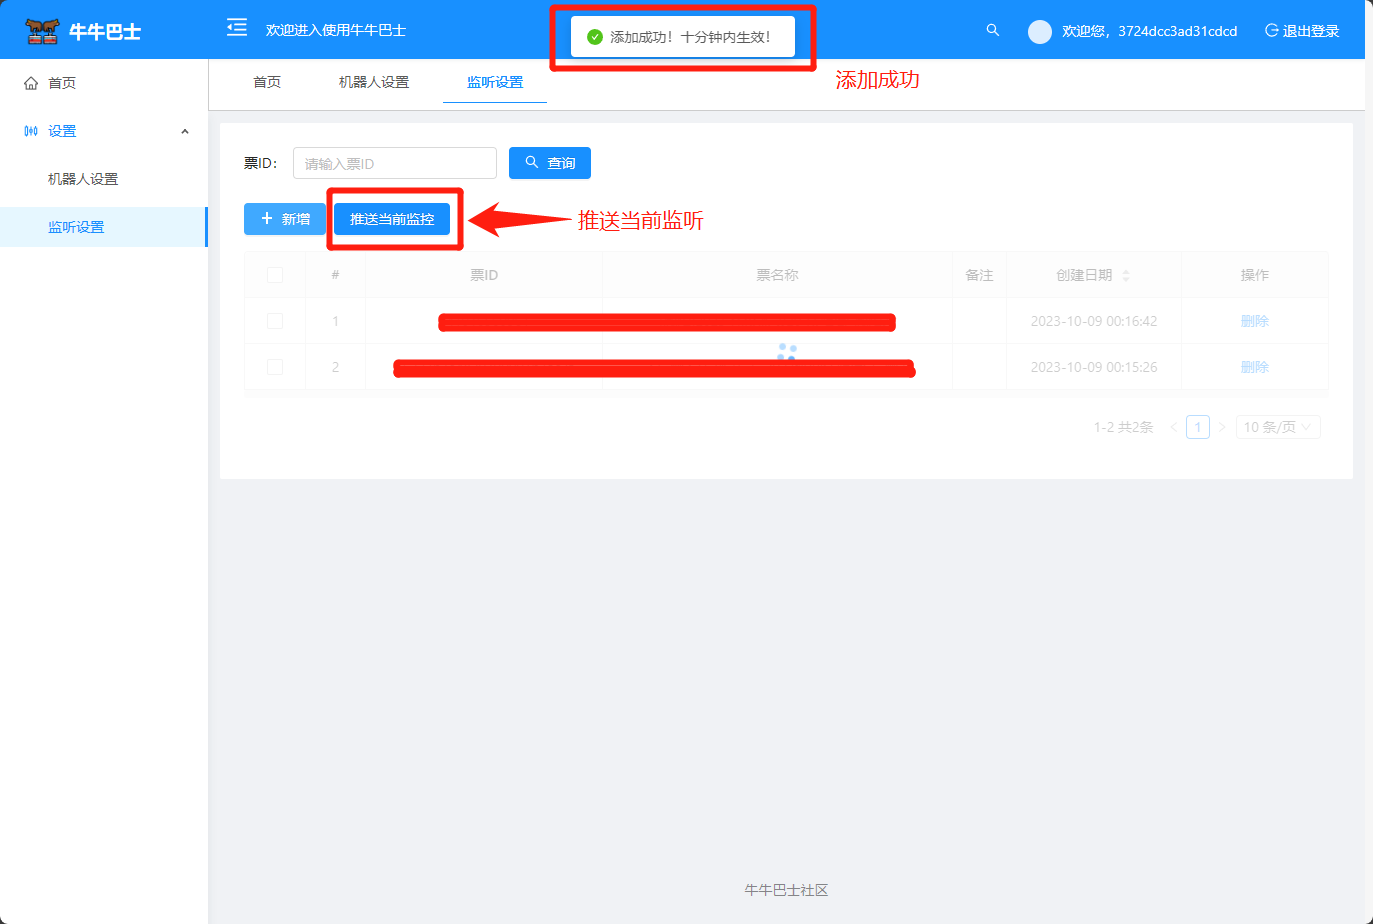 牛牛巴士
欢迎进入使用牛牛巴士
添加成功！十分钟内生效！
欢迎您，3724dcc3ad31cdcd
退出登录
首页
设置
机器人设置
监听设置
首页
机器人设置
监听设置
添加成功
票ID：
请输入票ID
查询
新增
推送当前监控
推送当前监听
#
票ID
票名称
备注
创建日期
操作
1
2023-10-09 00:16:42
删除
2
2023-10-09 00:15:26
删除
1-2 共2条
1
10 条/页
牛牛巴士社区